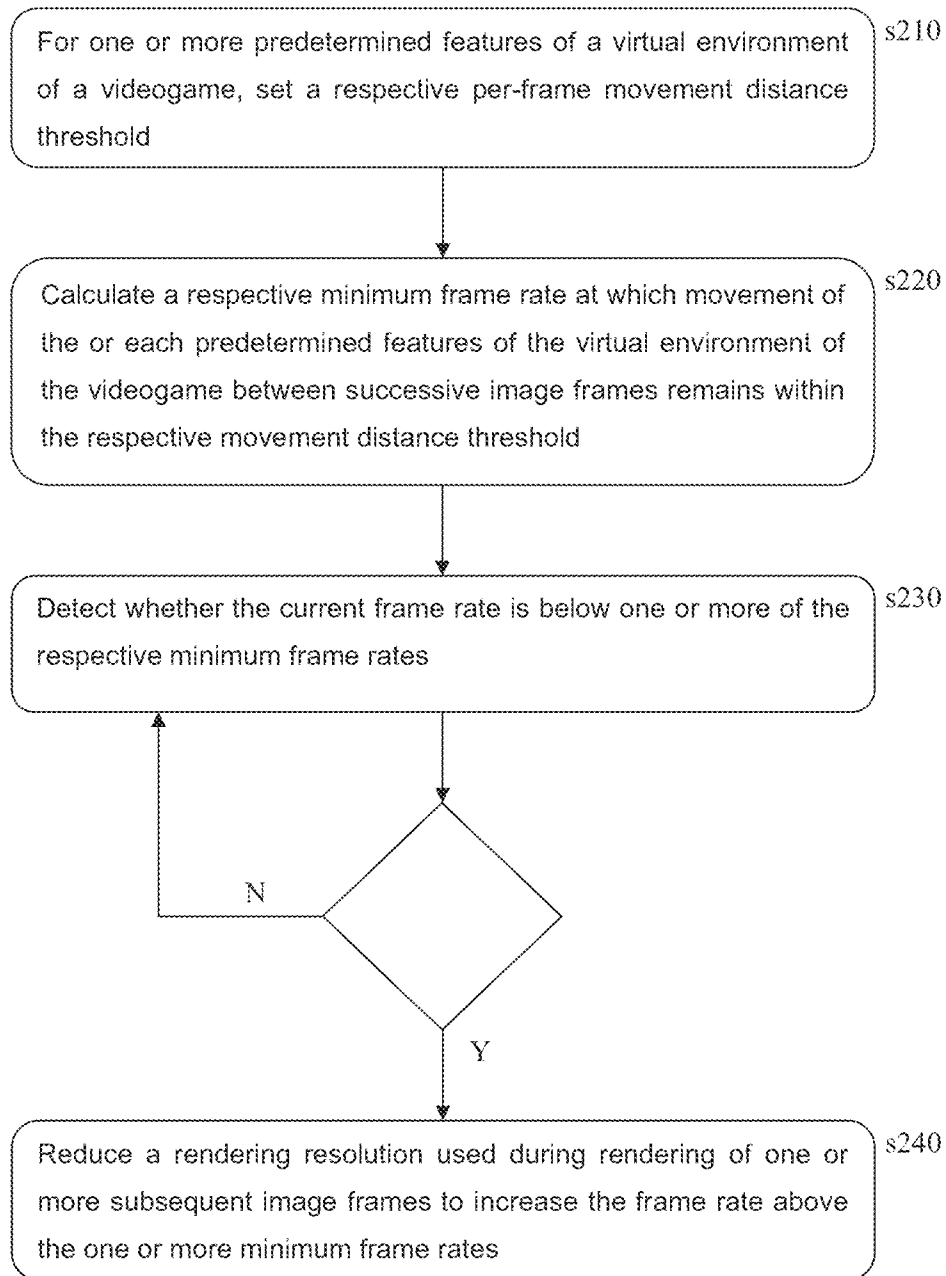 s210
For one or more predetermined features of a virtual environment
of a videogame, set a respective per-frame movement distance
threshold
s220
Calculate a respective minimum frame rate at which movement of
the or each predetermined features of the virtual environment of
the videogame between successive image frames remains within
the respective movement distance threshold
s230
Detect whether the current frame rate is below one or more of the
respective minimum frame rates
N
Y
s240
Reduce a rendering resolution used during rendering of one or
more subsequent image frames to increase the frame rate above
the one or more minimum frame rates